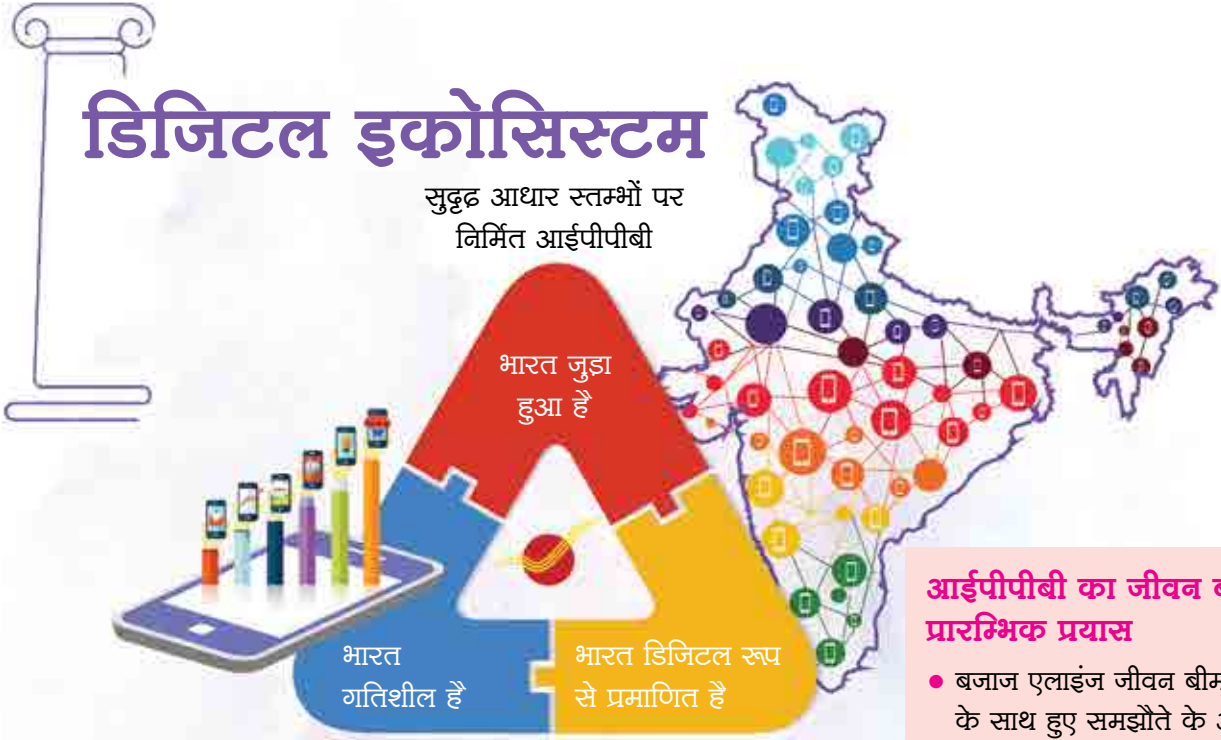 डिजिटल इकोसिस्टम
सुदृढ़ आधार स्तम्भों पर
निर्मित आईपीपीबी
भारत जुड़ा
हुआ है
भारत
गतिशील है
भारत डिजिटल रूप
से प्रमाणित है
आईपीपीबी का जीवन
प्रारम्भिक प्रयास
● बजाज एलाइंज जीवन
के साथ हुए समझौते के